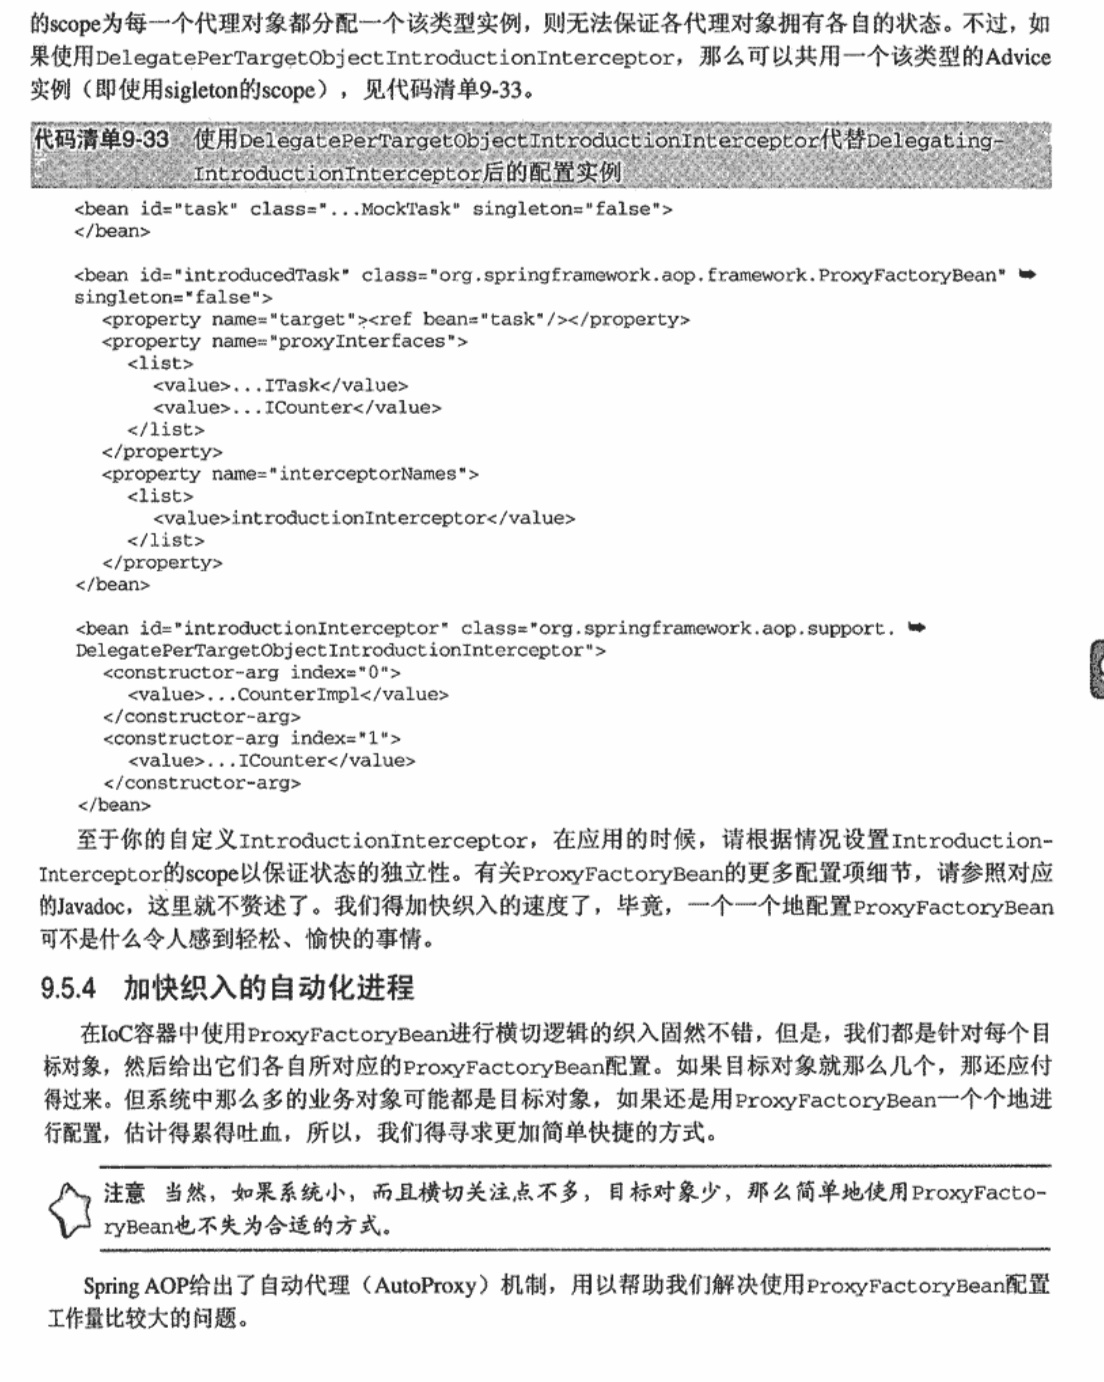 的scope为每一个代理对象都分配一个该类型实例，则无法保证各代理对象拥有各自的状态。不过，如
果使用DelegatePerTargetObjectIntroductionInterceptor，那么可以共用一个该类型的Advice
实例（即使用sigleton的scope），见代码清单9-33。
代码清单9-33 使用DelegatePerTargetObjectIntroductionInterceptor代替Delegating-
IntroductionInterceptor后的配置实例
<bean id="task" class="...MockTask" singleton="false">
</bean>
<bean id="introducedTask" class="org.springframework.aop.framework.ProxyFactoryBean" ➥
singleton="false">
<property name="target"><ref bean="task"/></property>
<property name="proxyInterfaces">
<list>
<value>...ITask</value>
<value>...ICounter</value>
</list>
</property>
<property name="interceptorNames">
<list>
<value>introductionInterceptor</value>
</list>
</property>
</bean>
<bean id="introductionInterceptor" class="org.springframework.aop.support. ➥
DelegatePerTargetObjectIntroductionInterceptor">
<constructor-arg index="0">
<value>...CounterImpl</value>
</constructor-arg>
<constructor-arg index="1">
<value>...ICounter</value>
</constructor-arg>
</bean>
至于你的自定义IntroductionInterceptor，在应用的时候，请根据情况设置Introduction-
Interceptor的scope以保证状态的独立性。有关ProxyFactoryBean的更多配置项细节，请参照对应
的Javadoc，这里就不赘述了。我们得加快织入的速度了，毕竟，一个一个地配置ProxyFactoryBean
可不是什么令人感到轻松、愉快的事情。
9.5.4 加快织入的自动化进程
在IoC容器中使用ProxyFactoryBean进行横切逻辑的织入固然不错，但是，我们都是针对每个目
标对象，然后给出它们各自所对应的ProxyFactoryBean配置。如果目标对象就那么几个，那还应付
得过来。但系统中那么多的业务对象可能都是目标对象，如果还是用ProxyFactoryBean一个个地进
行配置，估计得累得吐血，所以，我们得寻求更加简单快捷的方式。
注意 当然，如果系统小，而且横切关注点不多，目标对象少，那么简单地使用ProxyFacto-
ryBean也不失为合适的方式。
Spring AOP给出了自动代理（AutoProxy）机制，用以帮助我们解决使用ProxyFactoryBean配置
工作量比较大的问题。